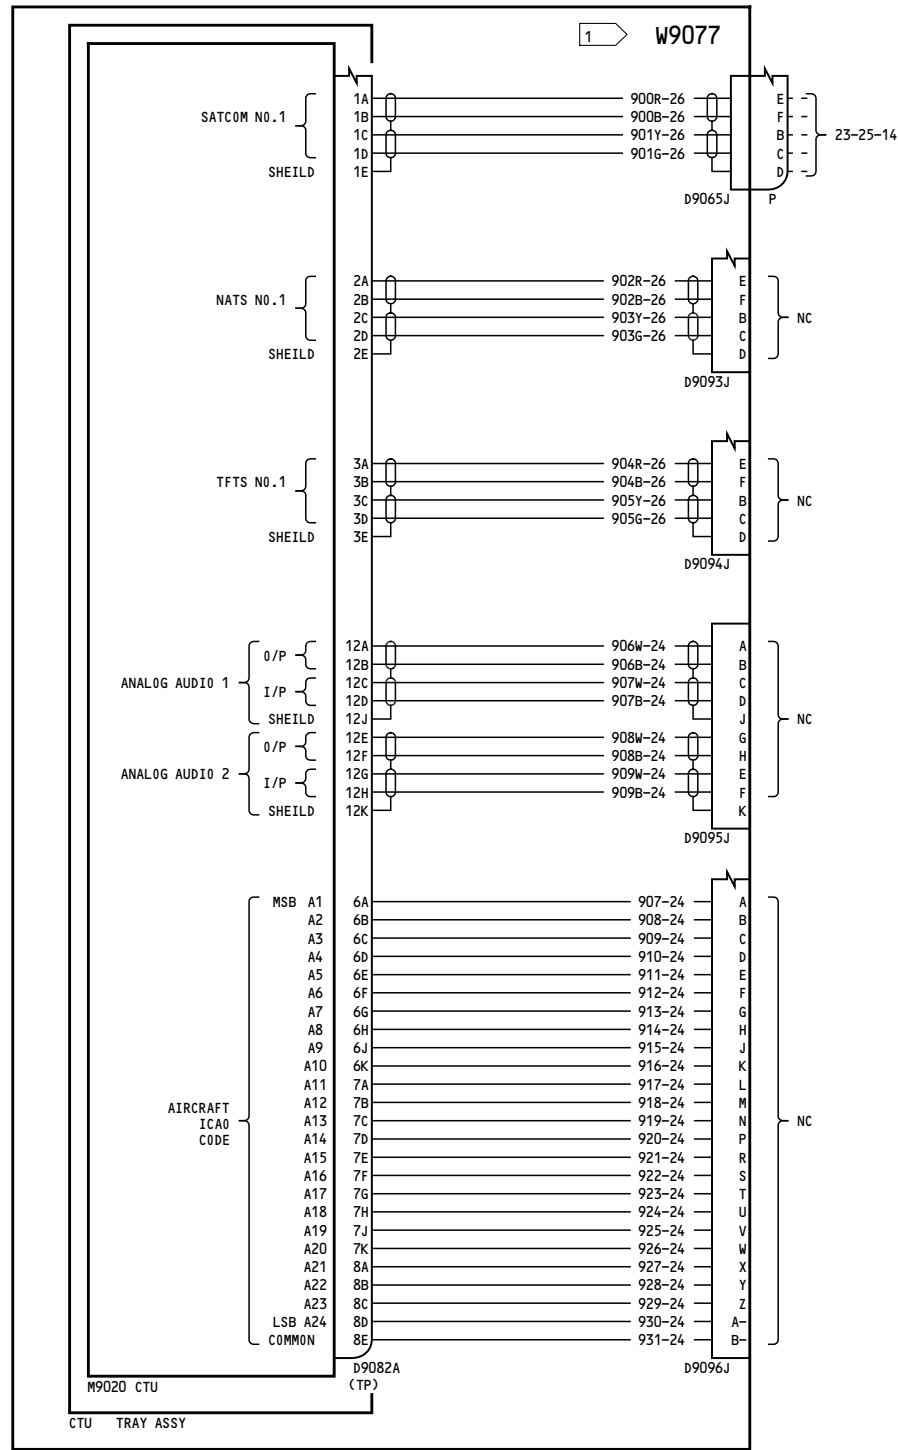 1 W9077
1A 900R-26 E
SATCOM NO.1 1B 900B-26 F
1C 901Y-26 B 23-25-14
1D 901G-26 C
SHEILD 1E D
D9065J P
2A 902R-26 E
NATS NO.1 2B 902B-26 F
2C 903Y-26 B NC
2D 903G-26 C
SHEILD 2E D
D9093J
3A 904R-26 E
TFTS NO.1 3B 904B-26 F
3C 905Y-26 B NC
3D 905G-26 C
SHEILD 3E D
D9094J
12A 906W-24 A
O/P 12B 906B-24 B
ANALOG AUDIO 1 12C 907W-24 C
I/P 12D 907B-24 D
SHEILD 12J J NC
12E 908W-24 G
O/P 12F 908B-24 H
ANALOG AUDIO 2 12G 909W-24 E
I/P 12H 909B-24 F
SHEILD 12K K
D9095J
MSB A1 6A 907-24 A
A2 6B 908-24 B
A3 6C 909-24 C
A4 6D 910-24 D
A5 6E 911-24 E
A6 6F 912-24 F
A7 6G 913-24 G
A8 6H 914-24 H
A9 6J 915-24 J
A10 6K 916-24 K
A11 7A 917-24 L
AIRCRAFT A12 7B 918-24 M
ICAO A13 7C 919-24 N NC
CODE A14 7D 920-24 P
A15 7E 921-24 R
A16 7F 922-24 S
A17 7G 923-24 T
A18 7H 924-24 U
A19 7J 925-24 V
A20 7K 926-24 W
A21 8A 927-24 X
A22 8B 928-24 Y
A23 8C 929-24 Z
LSB A24 8D 930-24 A-
COMMON 8E 931-24 B-
D9082A D9096J
(TP)
M9020 CTU
CTU TRAY ASSY